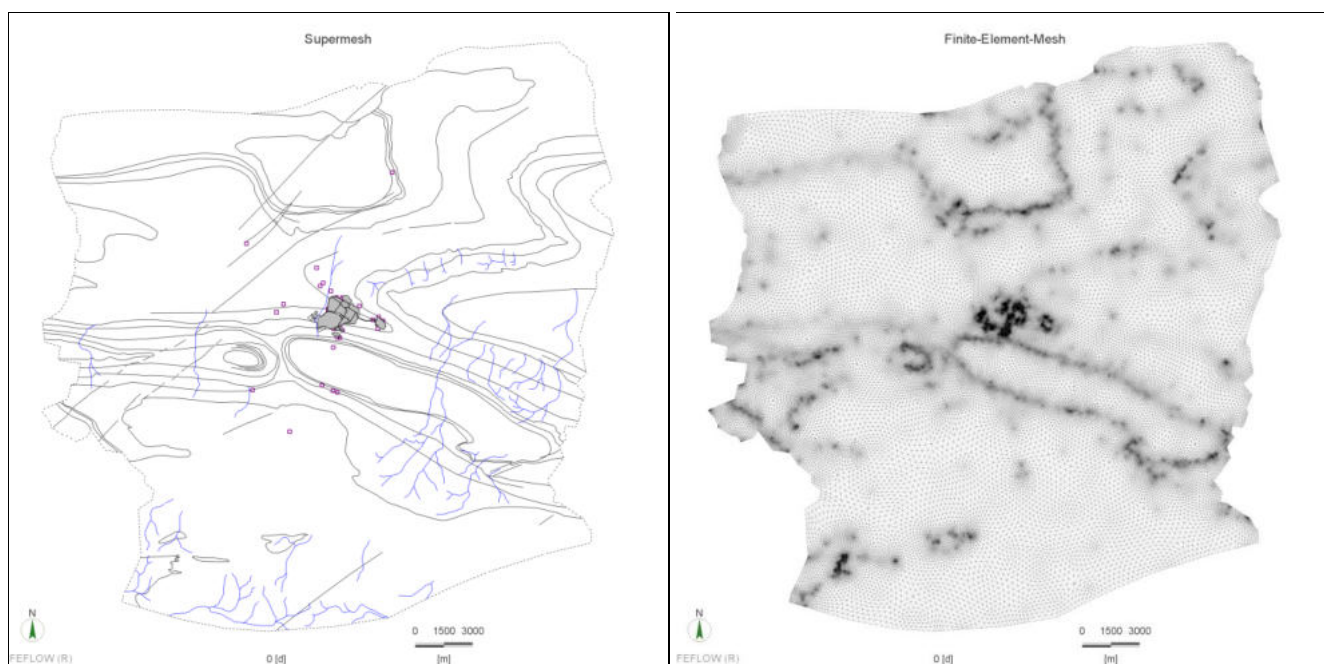 Supermesh
N
0 1500 3000
FEFLOW (R)
0 [d]
[m]
Finite-Element-Mesh
N
0 1500 3000
FEFLOW (R)
0 [d]
[m]